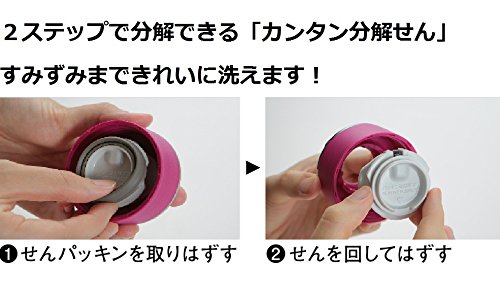 ２ステップで分解できる「カンタン分解せん」
すみずみまできれいに洗えます！
❶せんパッキンを取りはずす
❷せんを回してはずす